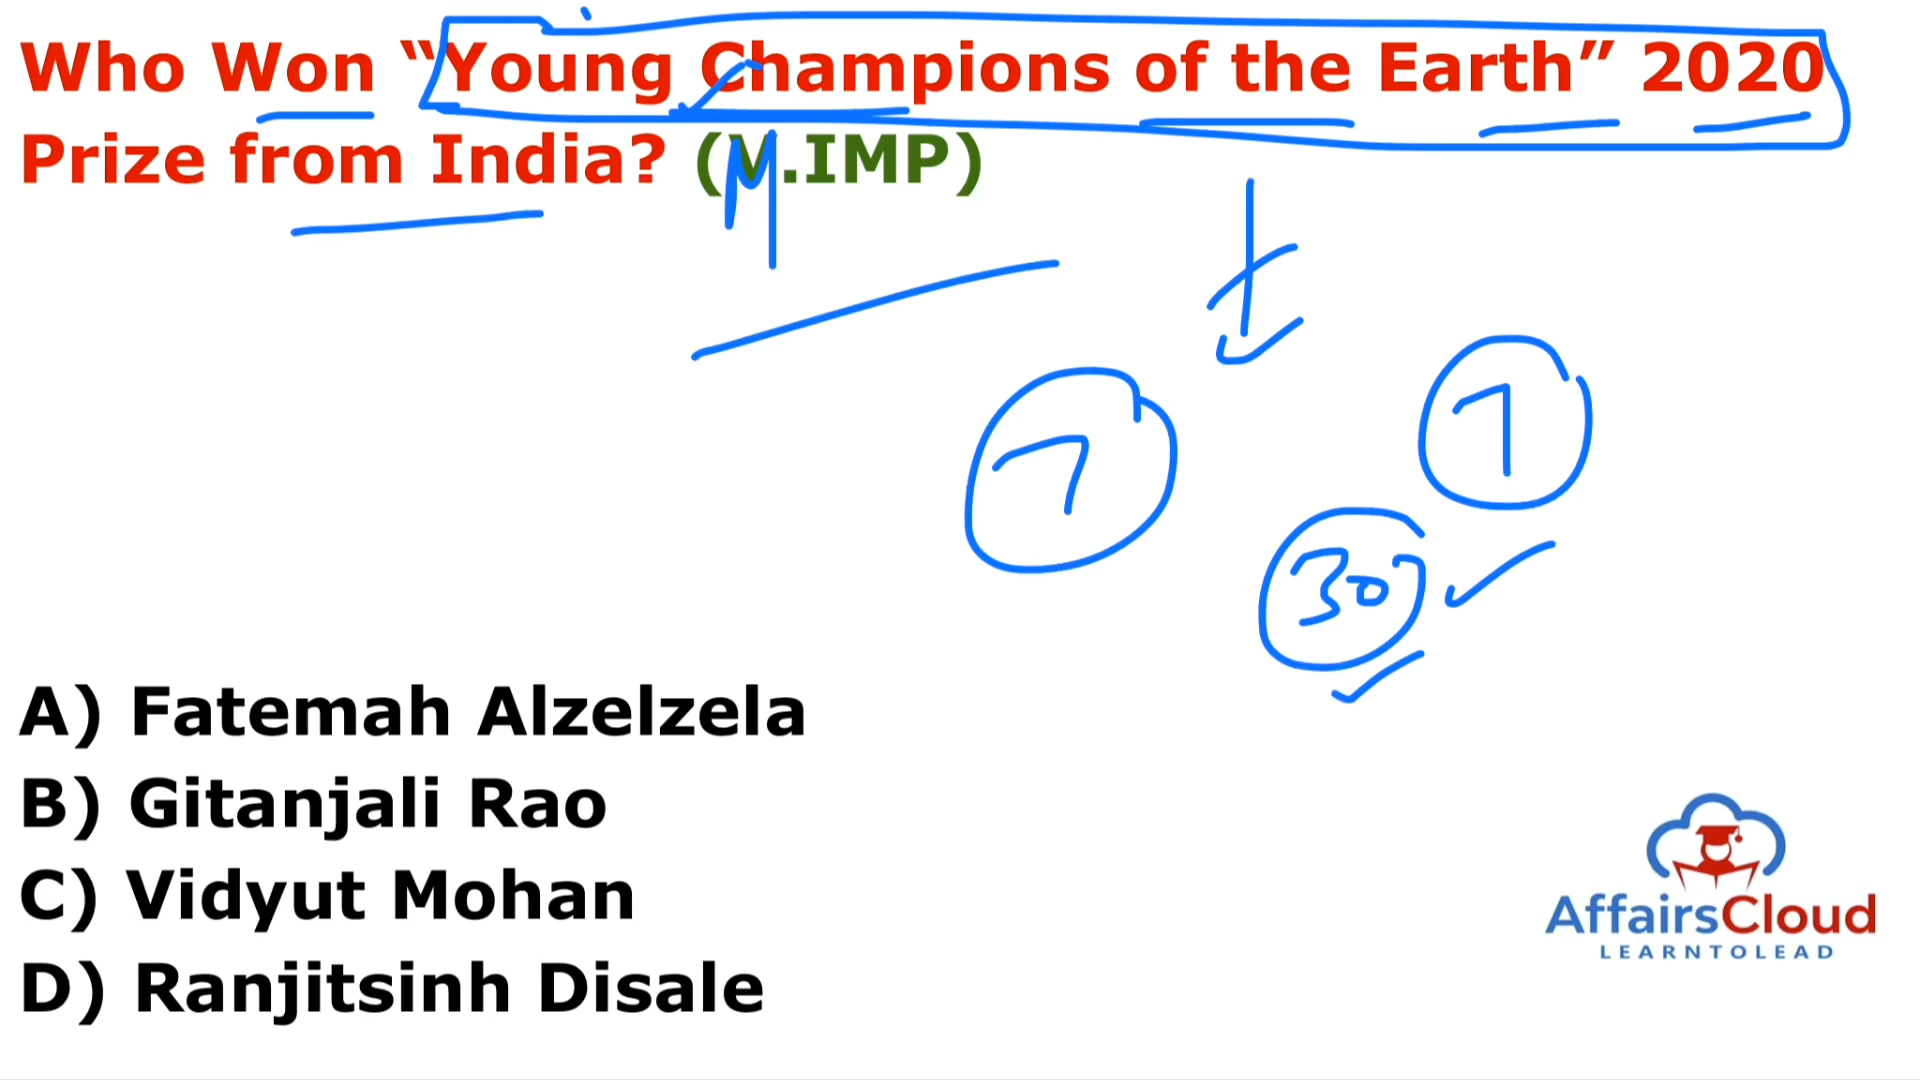 Who Won “Young Champions of the Earth” 2020
Prize from India? (V.IMP)
7
7
30
A) Fatemah Alzelzela
B) Gitanjali Rao
C) Vidyut Mohan
D) Ranjitsinh Disale
AffairsCloud
LEARNTOLEAD